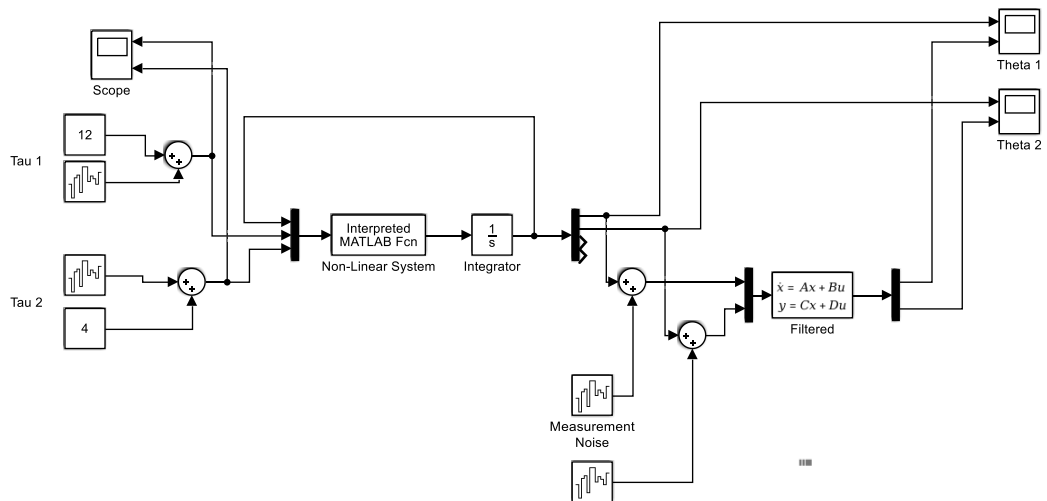 Theta 1
Scope
Tau 1
12
Theta 2
Interpreted
MATLAB Fcn
Non-Linear System
1
s
Integrator
Tau 2
4
ẋ = Ax + Bu
y = Cx + Du
Filtered
Measurement
Noise